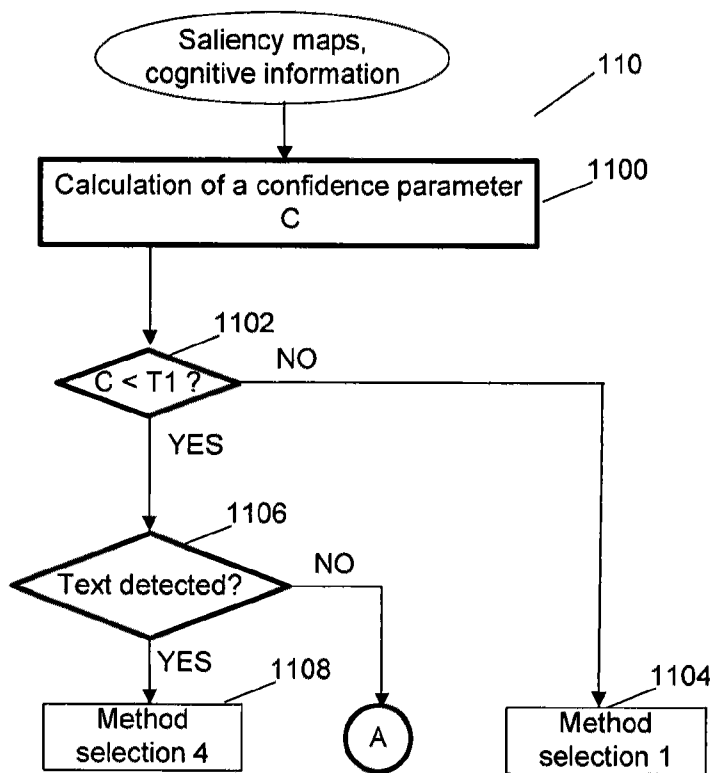 Saliency maps,
cognitive information
110
Calculation of a confidence parameter
C
1100
1102
C < T1 ?
NO
YES
1106
Text detected?
NO
YES
1108
Method
selection 4
A
1104
Method
selection 1